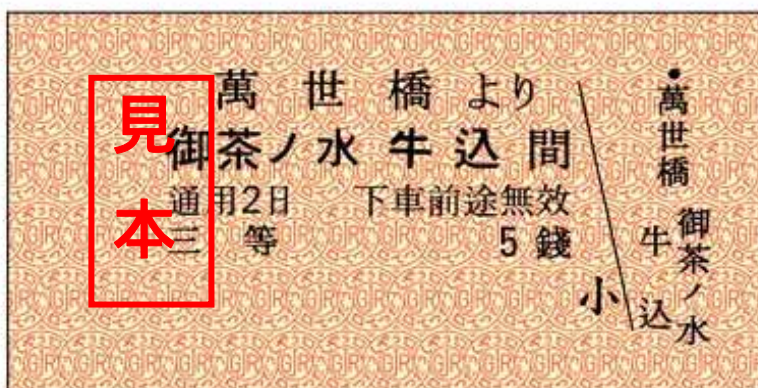 萬世橋より
御茶ノ水牛込間
通用2日 下車前途無効
三等 5錢
小
・萬世橋
御茶ノ水
牛込
見本